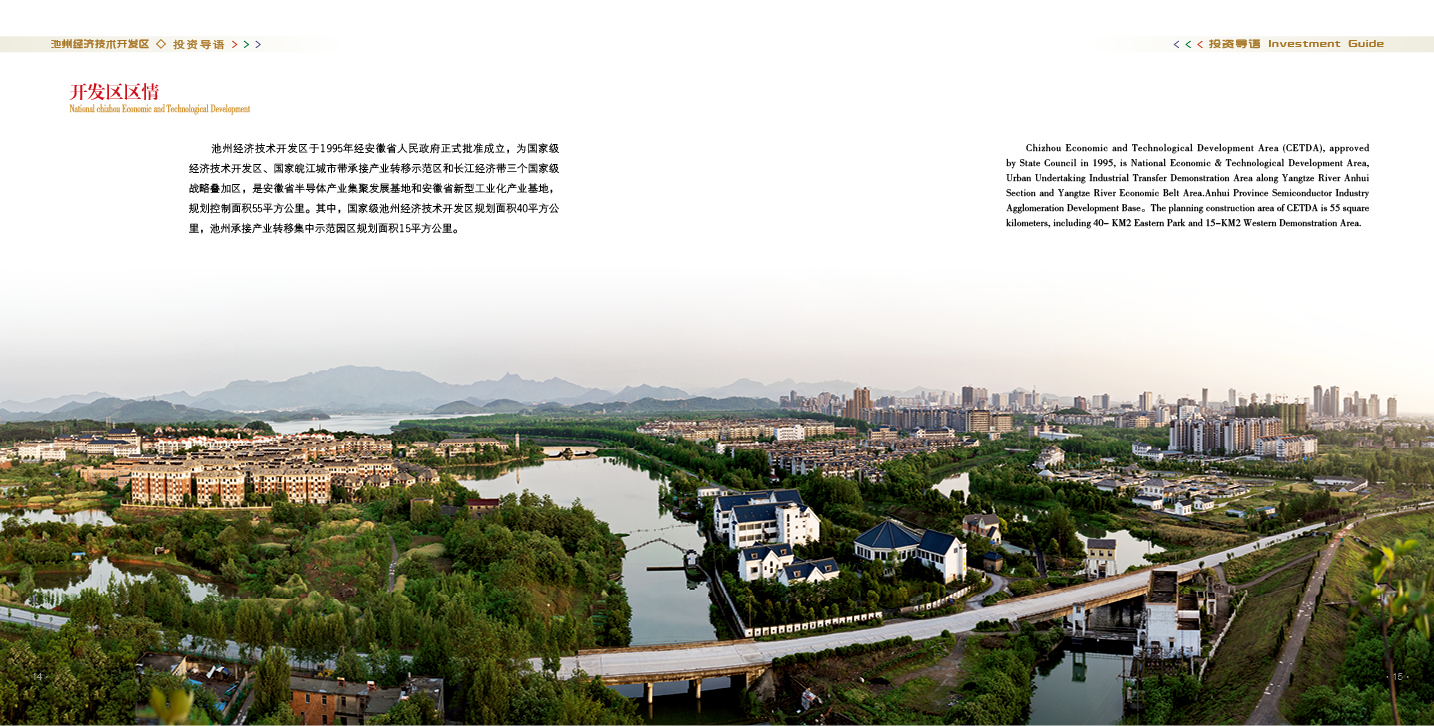 池州经济技术开发区 ◇ 投资导语 > > >
< < < 投资导语 Investment Guide
开发区区情
National chizhou Economic and Technological Development
池州经济技术开发区于1995年经安徽省人民政府正式批准成立，为国家级
经济技术开发区、国家皖江城市带承接产业转移示范区和长江经济带三个国家级
战略叠加区，是安徽省半导体产业集聚发展基地和安徽省新型工业化产业基地，
规划控制面积55平方公里。其中，国家级池州经济技术开发区规划面积40平方公
里，池州承接产业转移集中示范园区规划面积15平方公里。
Chizhou Economic and Technological Development Area (CETDA), approved
by State Council in 1995, is National Economic & Technological Development Area,
Urban Undertaking Industrial Transfer Demonstration Area along Yangtze River Anhui
Section and Yangtze River Economic Belt Area.Anhui Province Semiconductor Industry
Agglomeration Development Base。The planning construction area of CETDA is 55 square
kilometers, including 40- KM2 Eastern Park and 15-KM2 Western Demonstration Area.
· 14 ·
· 15 ·